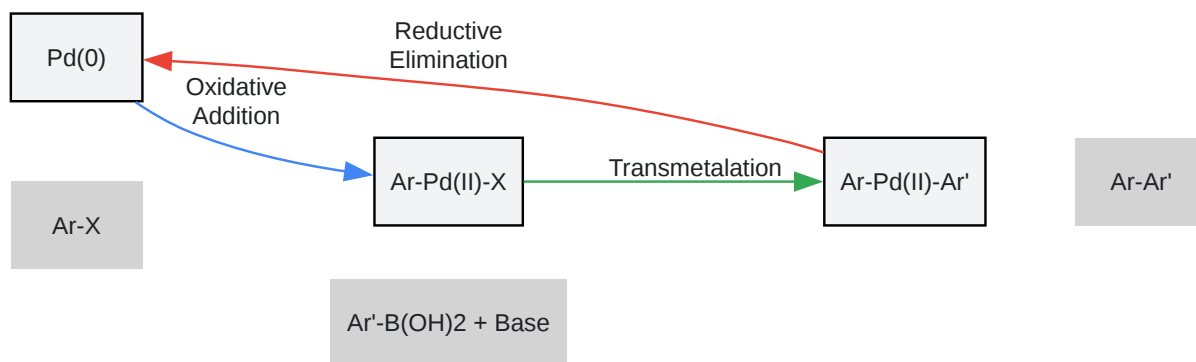 Reductive
Elimination
Pd(0)
Oxidative
Addition
Ar-Pd(II)-X
Transmetalation
Ar-Pd(II)-Ar'
Ar-Ar'
Ar-X
Ar'-B(OH)2 + Base